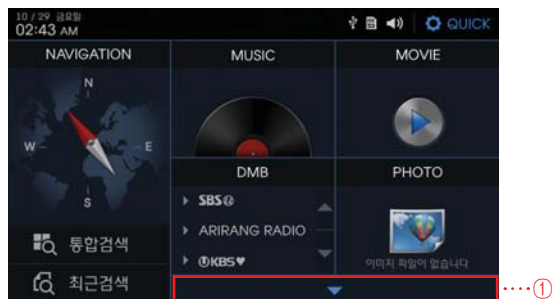 10 / 29 금요일
02:43 AM
QUICK
NAVIGATION
N
W
E
S
통합검색
최근검색
MUSIC
MOVIE
DMB
SBS
ARIRANG RADIO
KBS
PHOTO
이미지 파일이 없습니다
①